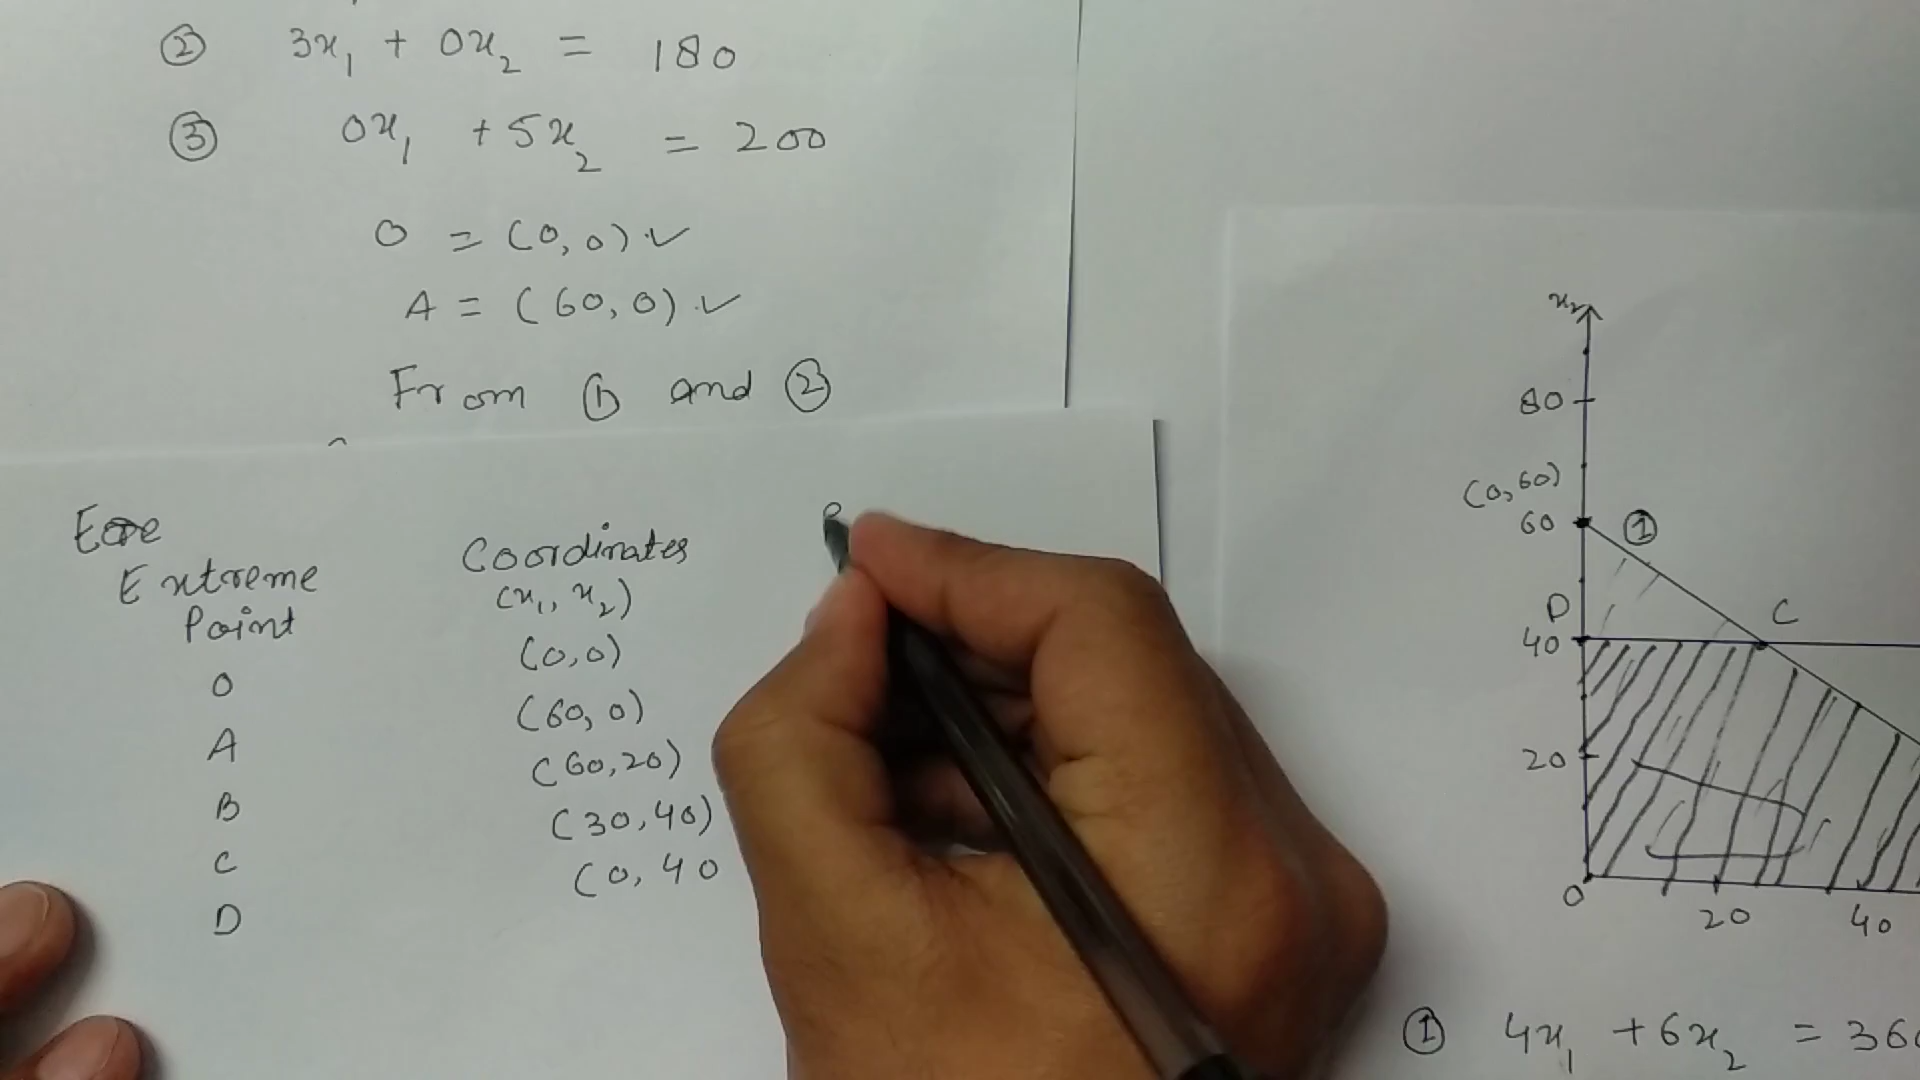 ② 3x₁ + 0x₂ = 180
③ 0x₁ + 5x₂ = 200
O = (0,0) ✓
A = (60,0) ✓
From ① and ②
Extreme Point
Coordinates
(x₁, x₂)
O (0,0)
A (60,0)
B (60,20)
C (30,40)
D (0,40
x₂
80
(0,60)
60 ①
D C
40
20
O
20 40
① 4x₁ + 6x₂ = 360